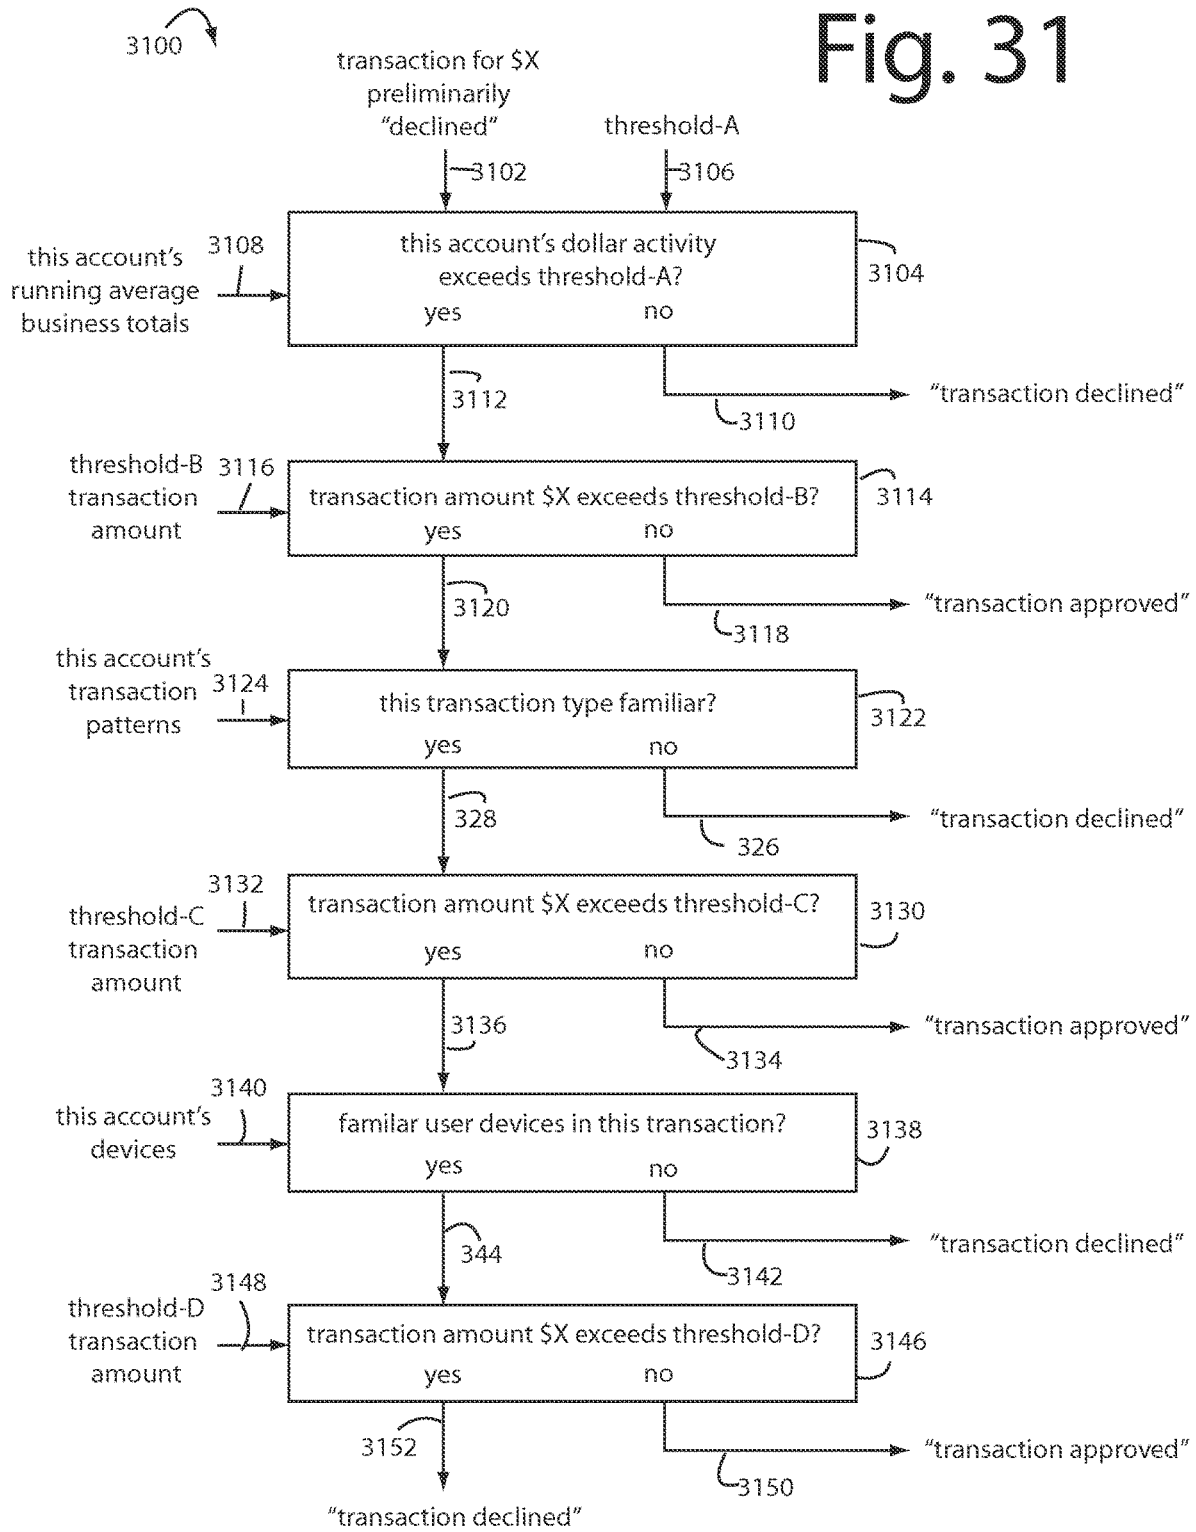 3100
Fig. 31
transaction for $X
preliminarily
“declined”
threshold-A
3102
3106
this account’s
running average
business totals
3108
this account’s dollar activity
exceeds threshold-A?
yes no
3104
3112
3110
“transaction declined”
threshold-B
transaction
amount
3116
transaction amount $X exceeds threshold-B?
yes no
3114
3120
3118
“transaction approved”
this account’s
transaction
patterns
3124
this transaction type familiar?
yes no
3122
328
326
“transaction declined”
3132
threshold-C
transaction
amount
transaction amount $X exceeds threshold-C?
yes no
3130
3136
3134
“transaction approved”
3140
this account’s
devices
familar user devices in this transaction?
yes no
3138
344
3142
“transaction declined”
3148
threshold-D
transaction
amount
transaction amount $X exceeds threshold-D?
yes no
3146
3152
3150
“transaction approved”
“transaction declined”